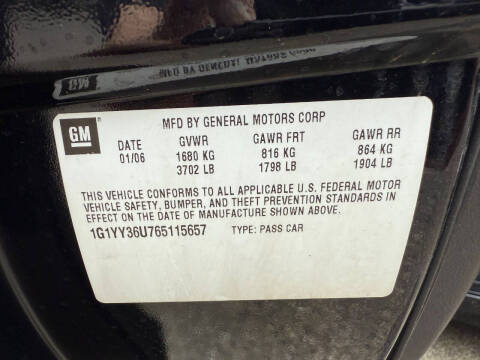 GM
MFD BY GENERAL MOTORS CORP
DATE GVWR GAWR FRT GAWR RR
01/06 1680 KG 816 KG 864 KG
3702 LB 1798 LB 1904 LB
THIS VEHICLE CONFORMS TO ALL APPLICABLE U.S. FEDERAL MOTOR
VEHICLE SAFETY, BUMPER, AND THEFT PREVENTION STANDARDS IN
EFFECT ON THE DATE OF MANUFACTURE SHOWN ABOVE.
1G1YY36U765115657 TYPE: PASS CAR